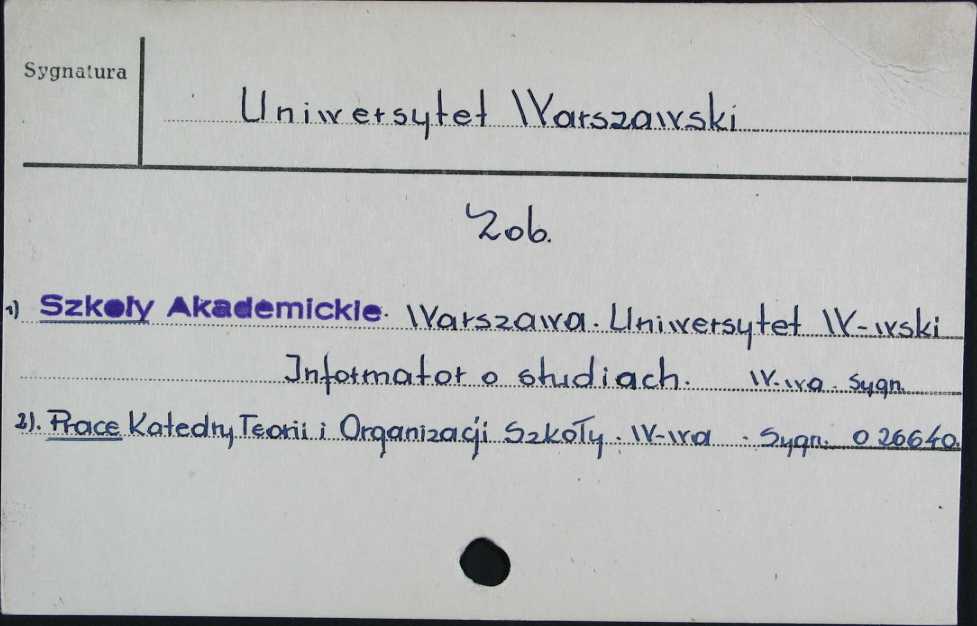 Sygnatura
Uniwersytet Warszawski
Zob.
1) Szkoły Akademickie. Warszawa. Uniwersytet W-wski
Informator o studiach. W-wa. Sygn.
2). Prace Katedry Teorii i Organizacji Szkoły. W-wa. Sygn. 0 26640.